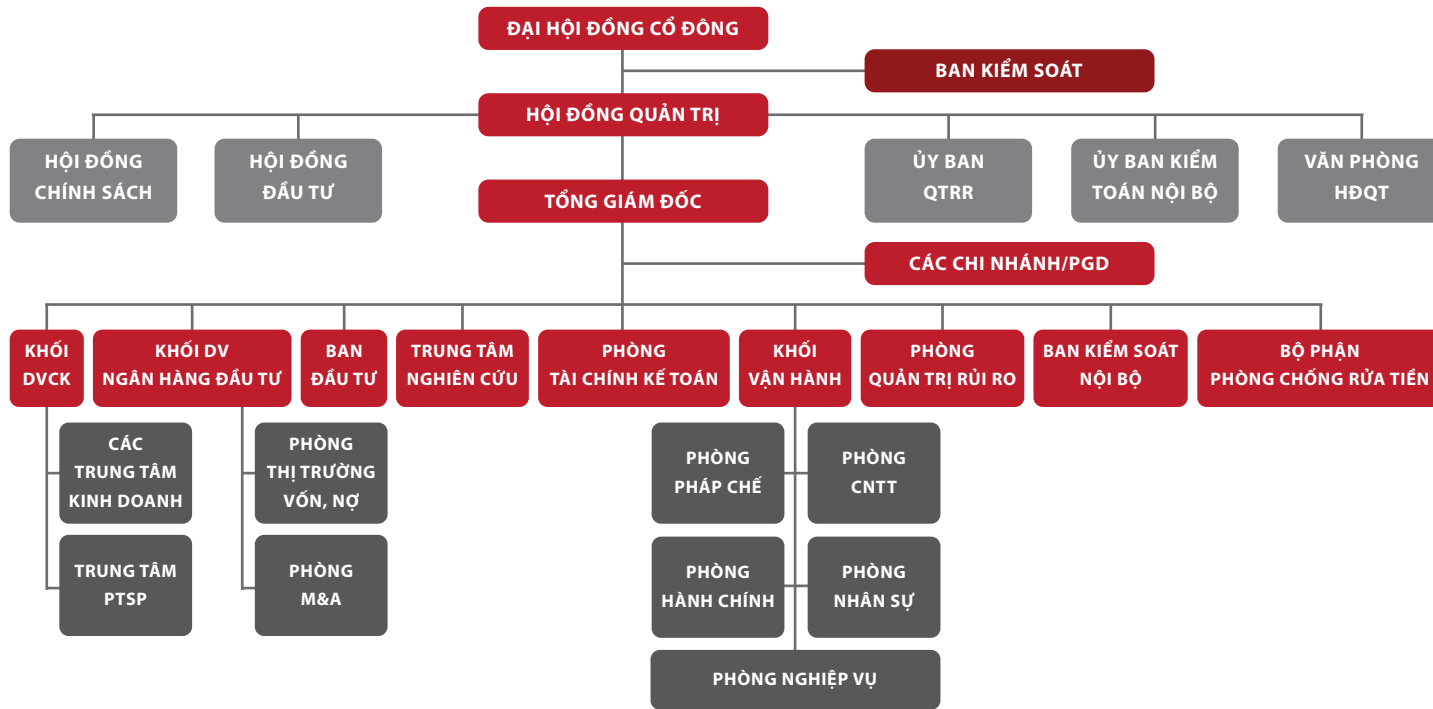 ĐẠI HỘI ĐỒNG CỔ ĐÔNG
BAN KIỂM SOÁT
HỘI ĐỒNG QUẢN TRỊ
HỘI ĐỒNG
CHÍNH SÁCH
HỘI ĐỒNG
ĐẦU TƯ
TỔNG GIÁM ĐỐC
ỦY BAN
QTRR
ỦY BAN KIỂM
TOÁN NỘI BỘ
VĂN PHÒNG
HĐQT
CÁC CHI NHÁNH/PGD
KHỐI
DVCK
KHỐI DV
NGÂN HÀNG ĐẦU TƯ
BAN
ĐẦU TƯ
TRUNG TÂM
NGHIÊN CỨU
PHÒNG
TÀI CHÍNH KẾ TOÁN
KHỐI
VẬN HÀNH
PHÒNG
QUẢN TRỊ RỦI RO
BAN KIỂM SOÁT
NỘI BỘ
BỘ PHẬN
PHÒNG CHỐNG RỬA TIỀN
CÁC
TRUNG TÂM
KINH DOANH
PHÒNG
THỊ TRƯỜNG
VỐN, NỢ
PHÒNG
PHÁP CHẾ
PHÒNG
CNTT
TRUNG TÂM
PTSP
PHÒNG
M&A
PHÒNG
HÀNH CHÍNH
PHÒNG
NHÂN SỰ
PHÒNG NGHIỆP VỤ